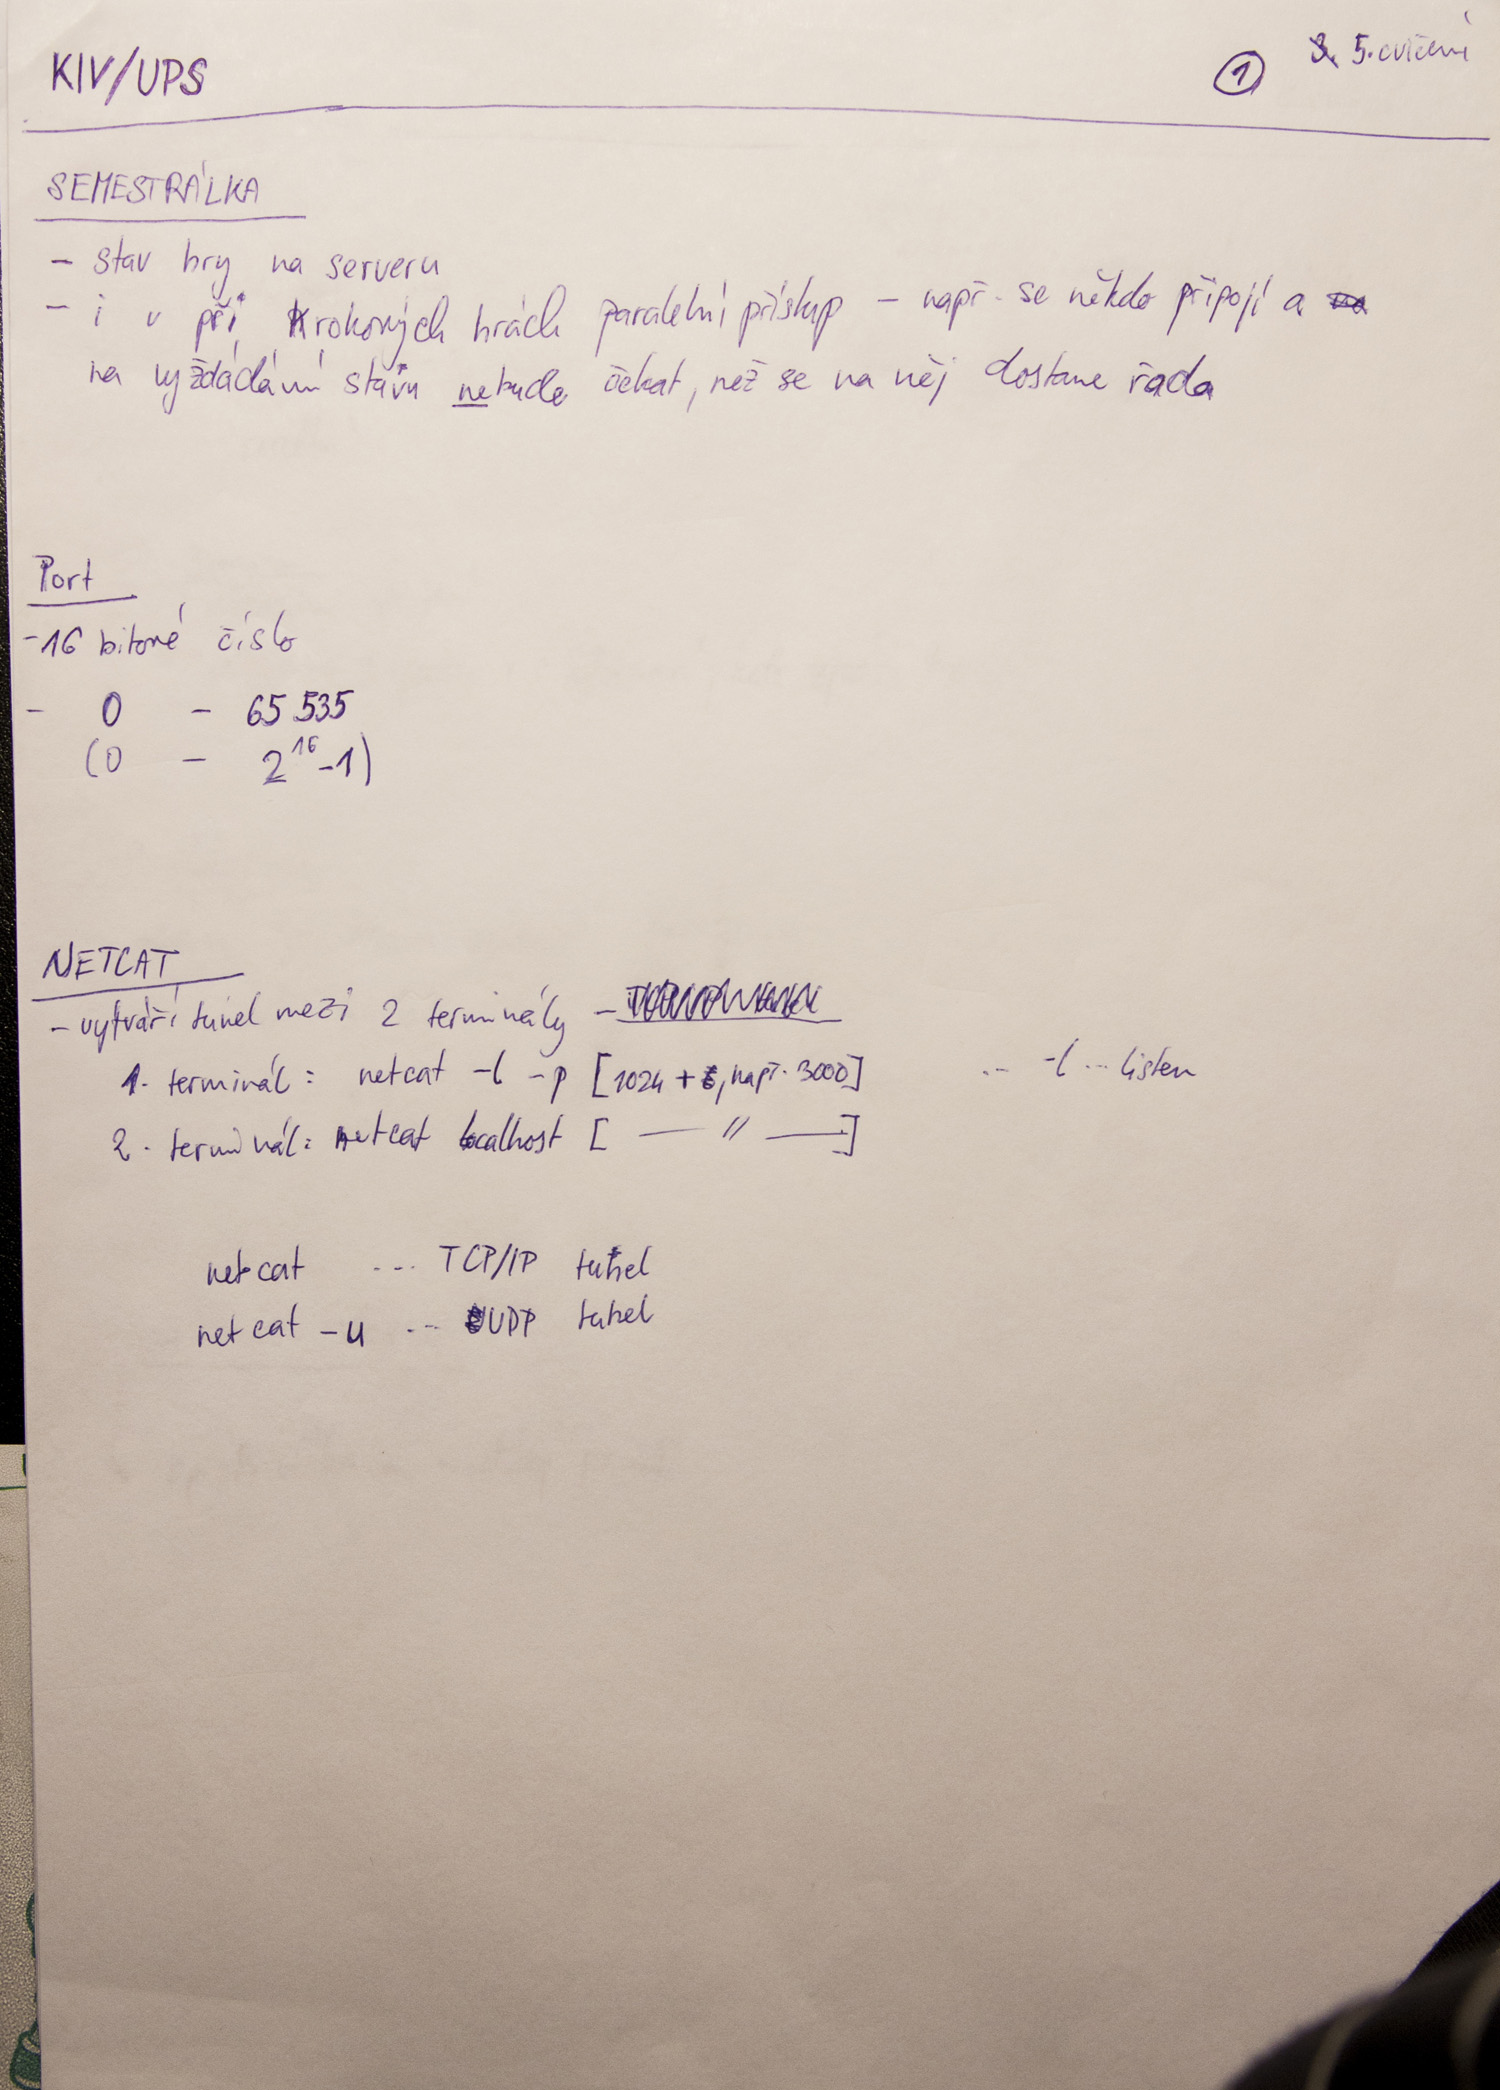 KIV/UPS ① 5. cvičení
SEMESTRÁLKA
- stav hry na serveru
- i v při krokových hrách paralelní přístup - např. se někdo připojí a
na vyždádání stavu nebude čekat, než se na něj dostane řada
Port
- 16 bitové číslo
- 0 - 65 535
(0 - 2^16 - 1)
NETCAT
- vytváří tunel mezi 2 terminály -
1. terminál: netcat -l -p [1024 +, např. 3000] ... -l ... listen
2. terminál: netcat localhost [ — // — ]
netcat ... TCP/IP tunel
netcat -u ... UDP tunel